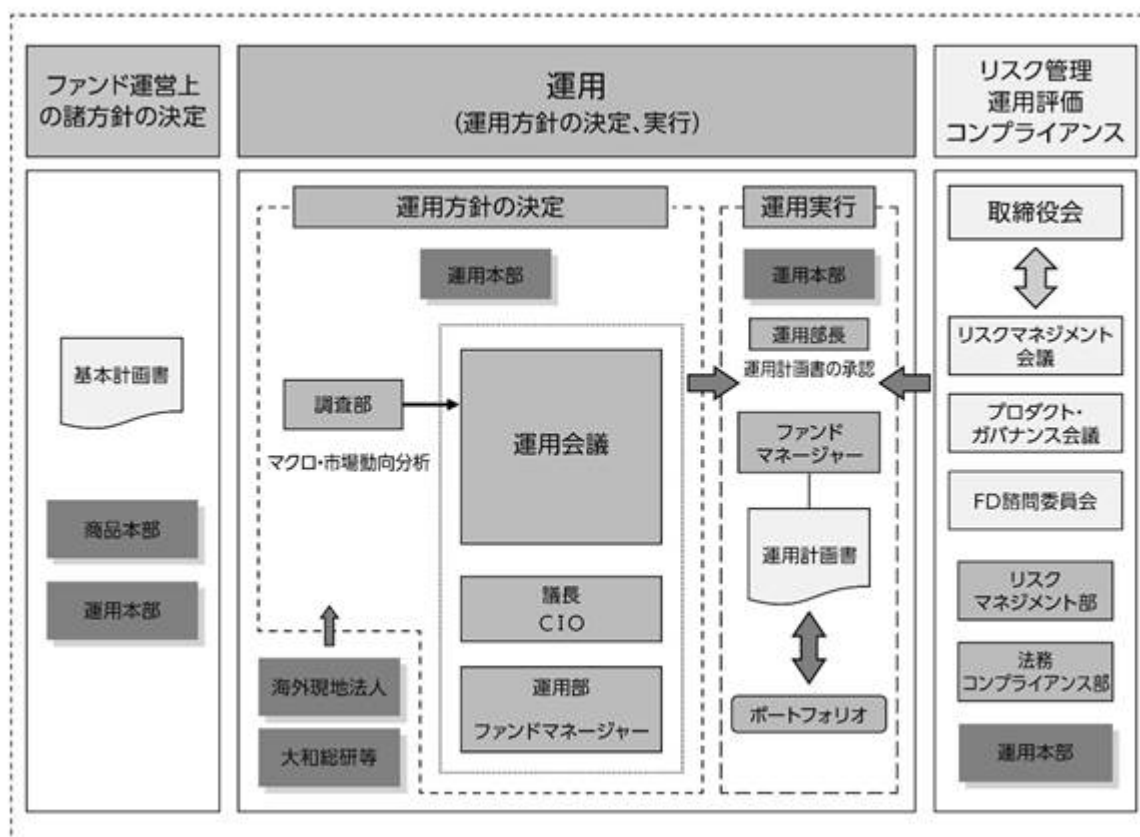 ファンド運営上
の諸方針の決定
運用
(運用方針の決定、実行)
リスク管理
運用評価
コンプライアンス
基本計画書
商品本部
運用本部
運用方針の決定
運用本部
調査部
マクロ・市場動向分析
運用会議
議長
CIO
運用部
ファンドマネージャー
海外現地法人
大和総研等
運用実行
運用本部
運用部長
運用計画書の承認
ファンド
マネージャー
運用計画書
ポートフォリオ
取締役会
リスクマネジメント
会議
プロダクト・
ガバナンス会議
FD諮問委員会
リスク
マネジメント部
法務
コンプライアンス部
運用本部